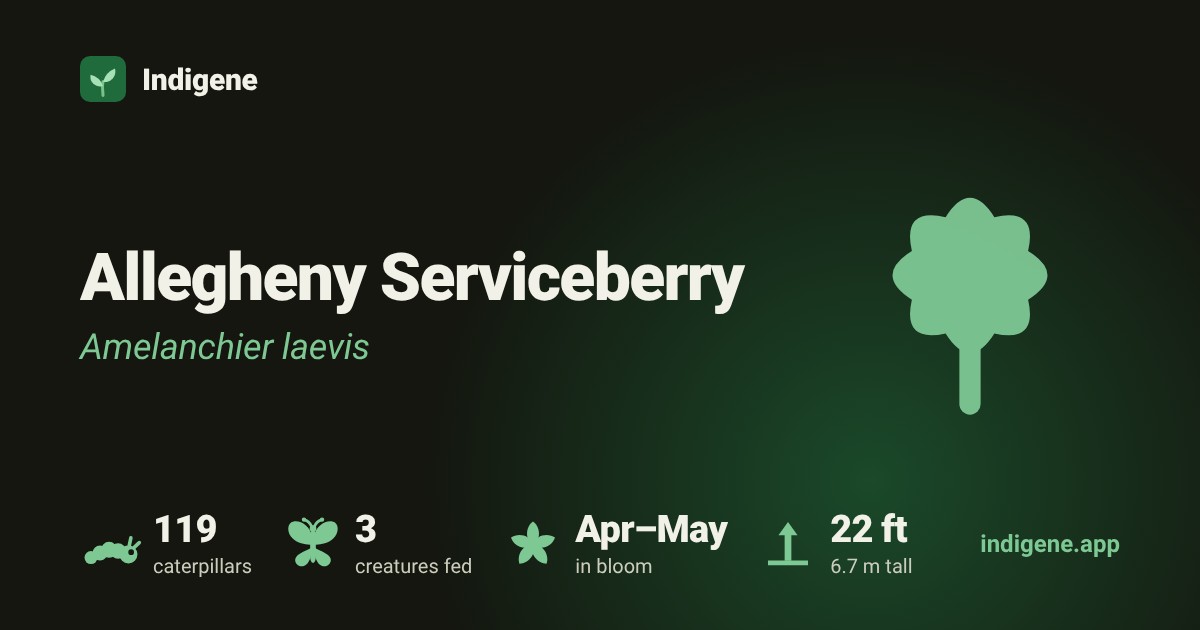 Indigene
Allegheny Serviceberry
Amelanchier laevis
119
caterpillars
3
creatures fed
Apr–May
in bloom
22 ft
6.7 m tall
indigene.app